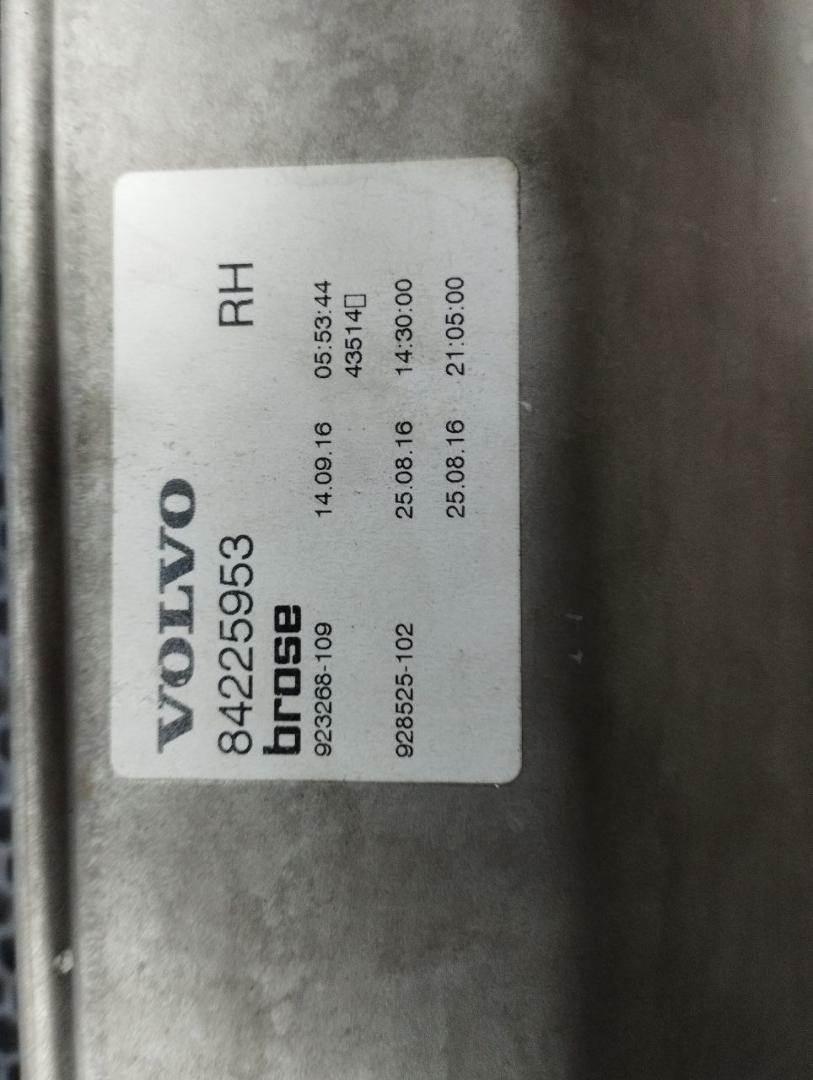 VOLVO
84225953 RH
brose
923268-109 14.09.16 05:53:44
43514
928525-102 25.08.16 14:30:00
25.08.16 21:05:00